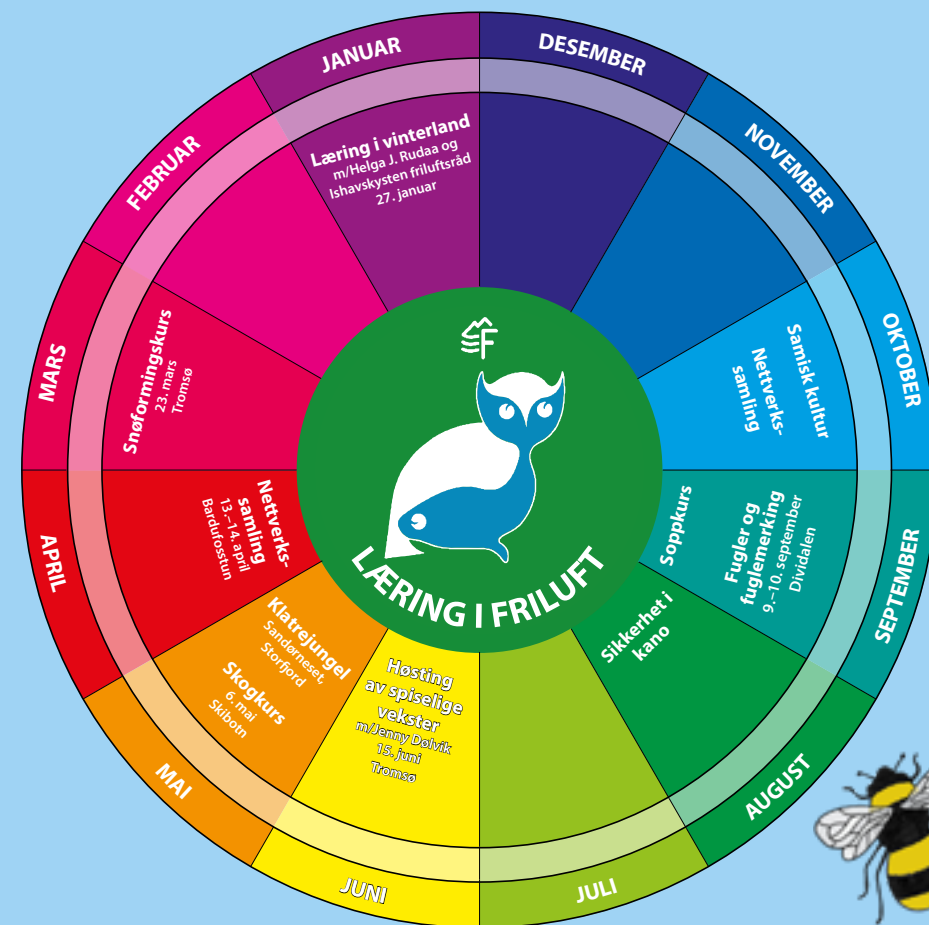 JANUAR
Læring i vinterland
m/Helga J. Rudaa og
Ishavskysten friluftsråd
27. januar
FEBRUAR
MARS
Snøformingskurs
23. mars
Tromsø
APRIL
Nettverks-
samling
13.–14. april
Bardufosstun
MAI
Klatrejungel
Sandørneset,
Storfjord
Skogkurs
6. mai
Skibotn
JUNI
Høsting
av spiselige
vekster
m/Jenny Dølvik
15. juni
Tromsø
JULI
AUGUST
Sikkerhet i
kano
SEPTEMBER
Soppkurs
Fugler og
fuglemerking
9.–10. september
Dividalen
OKTOBER
Samisk kultur
Nettverks-
samling
NOVEMBER
DESEMBER
F
LÆRING I FRILUFT